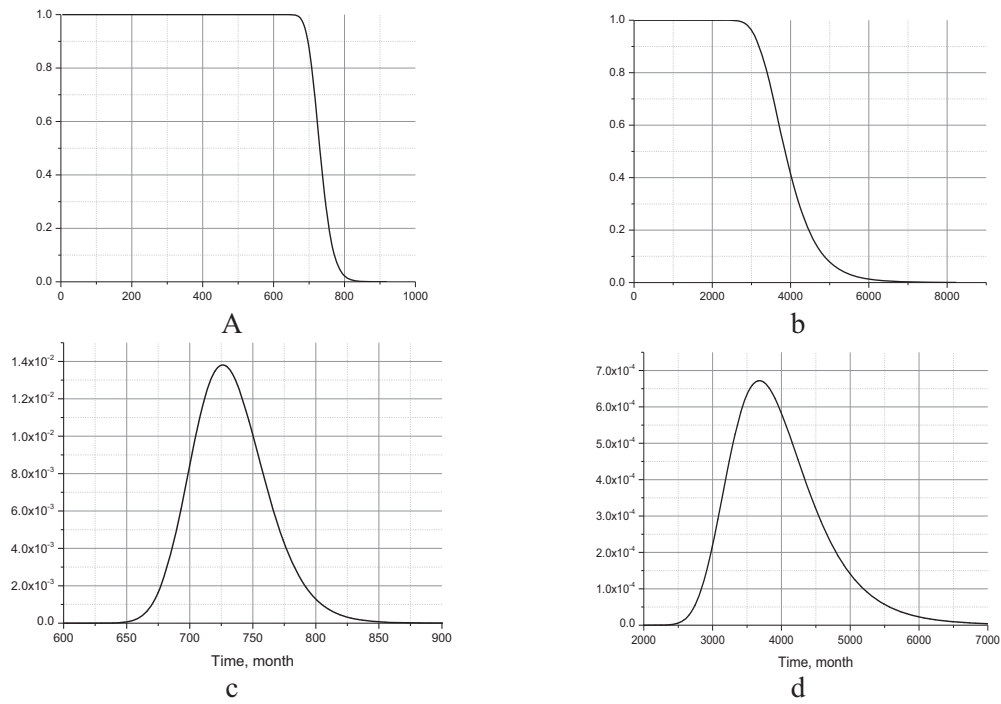 1.0
0.8
0.6
0.4
0.2
0.0
0 200 400 600 800 1000
A
1.0
0.8
0.6
0.4
0.2
0.0
0 2000 4000 6000 8000
b
1.4x10⁻²
1.2x10⁻²
1.0x10⁻²
8.0x10⁻³
6.0x10⁻³
4.0x10⁻³
2.0x10⁻³
0.0
600 650 700 750 800 850 900
Time, month
c
7.0x10⁻⁴
6.0x10⁻⁴
5.0x10⁻⁴
4.0x10⁻⁴
3.0x10⁻⁴
2.0x10⁻⁴
1.0x10⁻⁴
0.0
2000 3000 4000 5000 6000 7000
Time, month
d